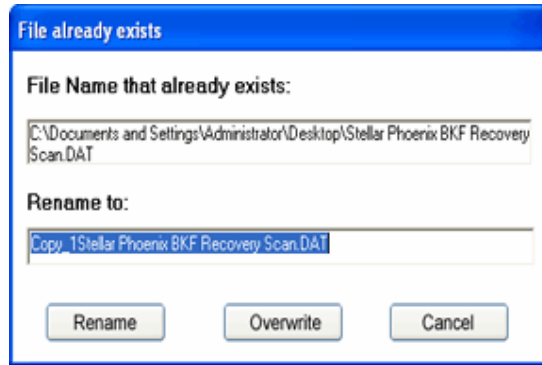 File already exists
File Name that already exists:
C:\Documents and Settings\Administrator\Desktop\Stellar Phoenix BKF Recovery
Scan.DAT
Rename to:
Copy_1Stellar Phoenix BKF Recovery Scan.DAT
Rename Overwrite Cancel